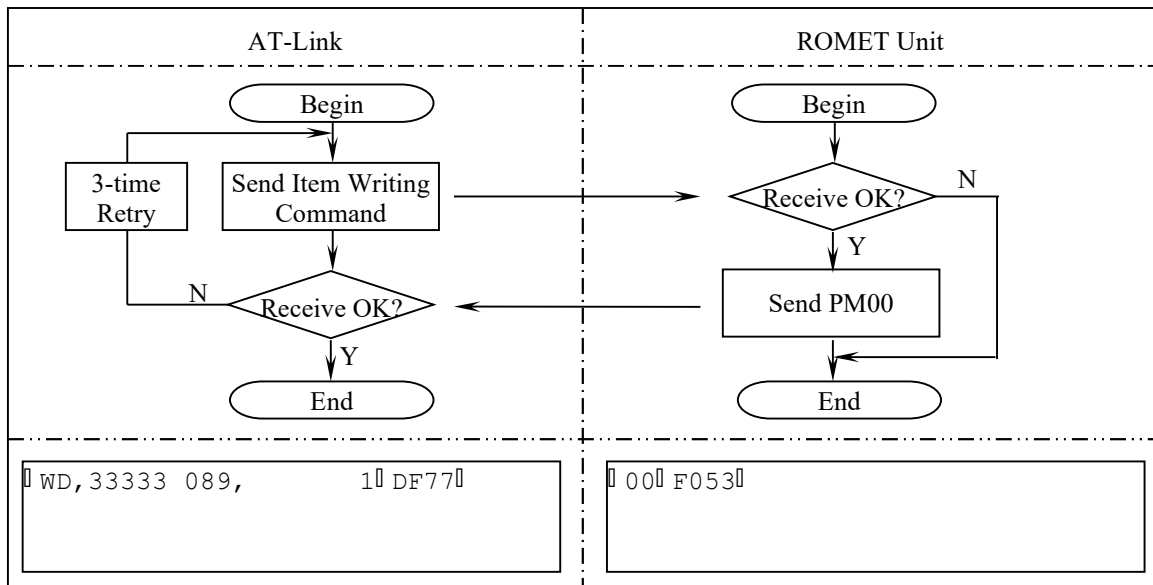 AT-Link
ROMET Unit
Begin
3-time
Retry
Send Item Writing
Command
N
Receive OK?
Y
End
Begin
Receive OK?
N
Y
Send PM00
End
▯WD,33333 089,       1▯DF77▯
▯00▯F053▯